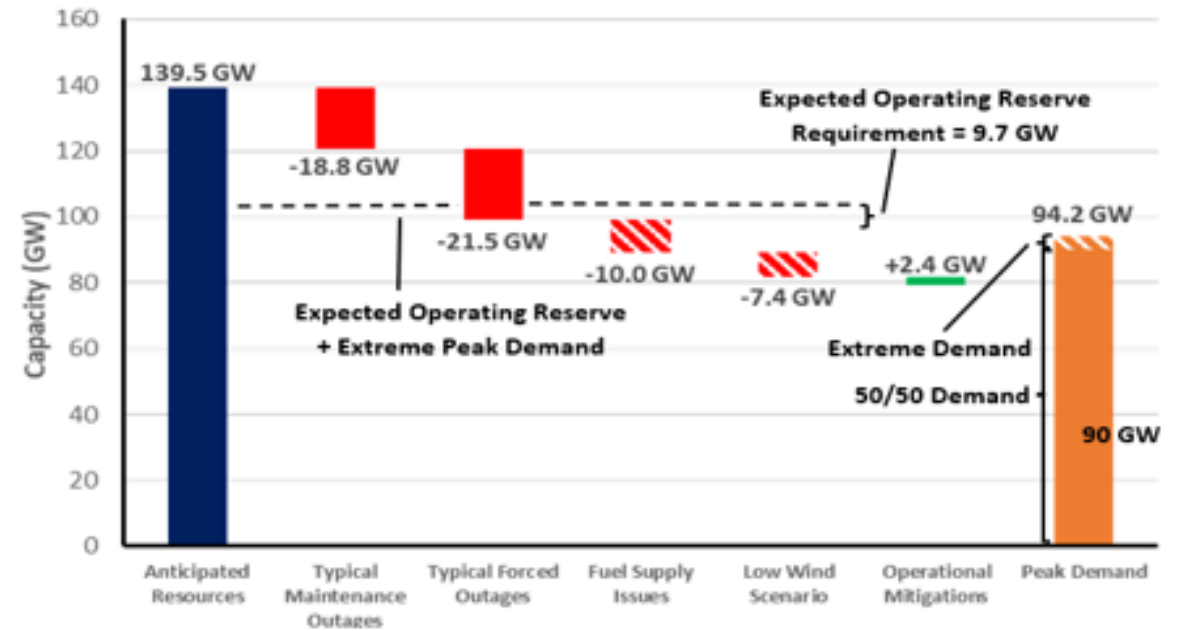 160
140
120
100
80
60
40
20
0
Capacity (GW)
139.5 GW
-18.8 GW
-21.5 GW
-10.0 GW
-7.4 GW
+2.4 GW
94.2 GW
90 GW
Expected Operating Reserve
Requirement = 9.7 GW
Expected Operating Reserve
+ Extreme Peak Demand
Extreme Demand
50/50 Demand
Anticipated
Resources
Typical
Maintenance
Outages
Typical Forced
Outages
Fuel Supply
Issues
Low Wind
Scenario
Operational
Mitigations
Peak Demand